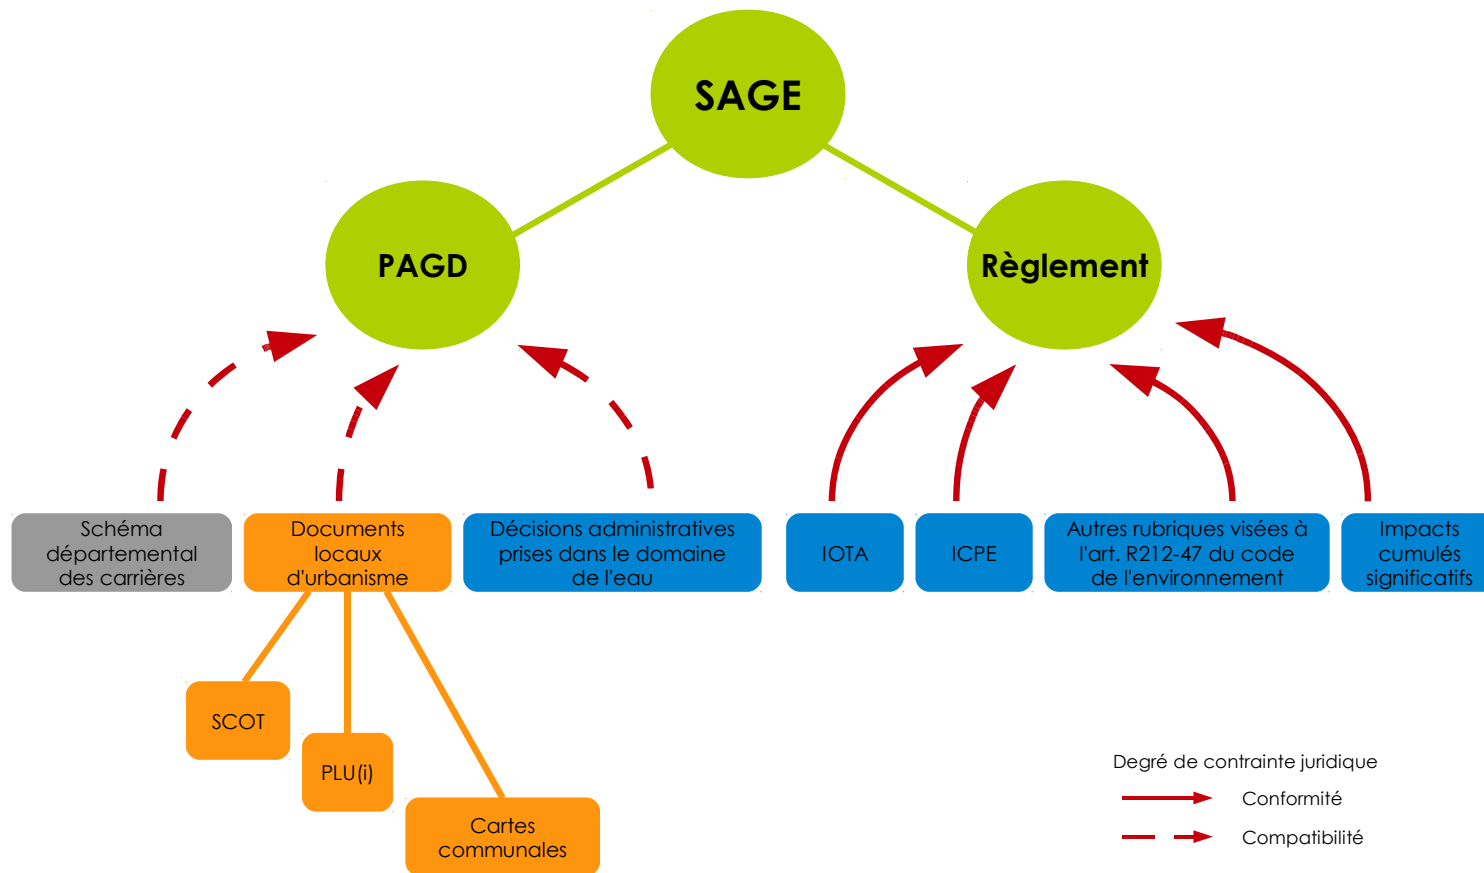 SAGE
PAGD
Règlement
Schéma
départemental
des carrières
Documents
locaux
d'urbanisme
Décisions administratives
prises dans le domaine
de l'eau
IOTA
ICPE
Autres rubriques visées à
l'art. R212-47 du code
de l'environnement
Impacts
cumulés
significatifs
SCOT
PLU(i)
Cartes
communales
Degré de contrainte juridique
Conformité
Compatibilité